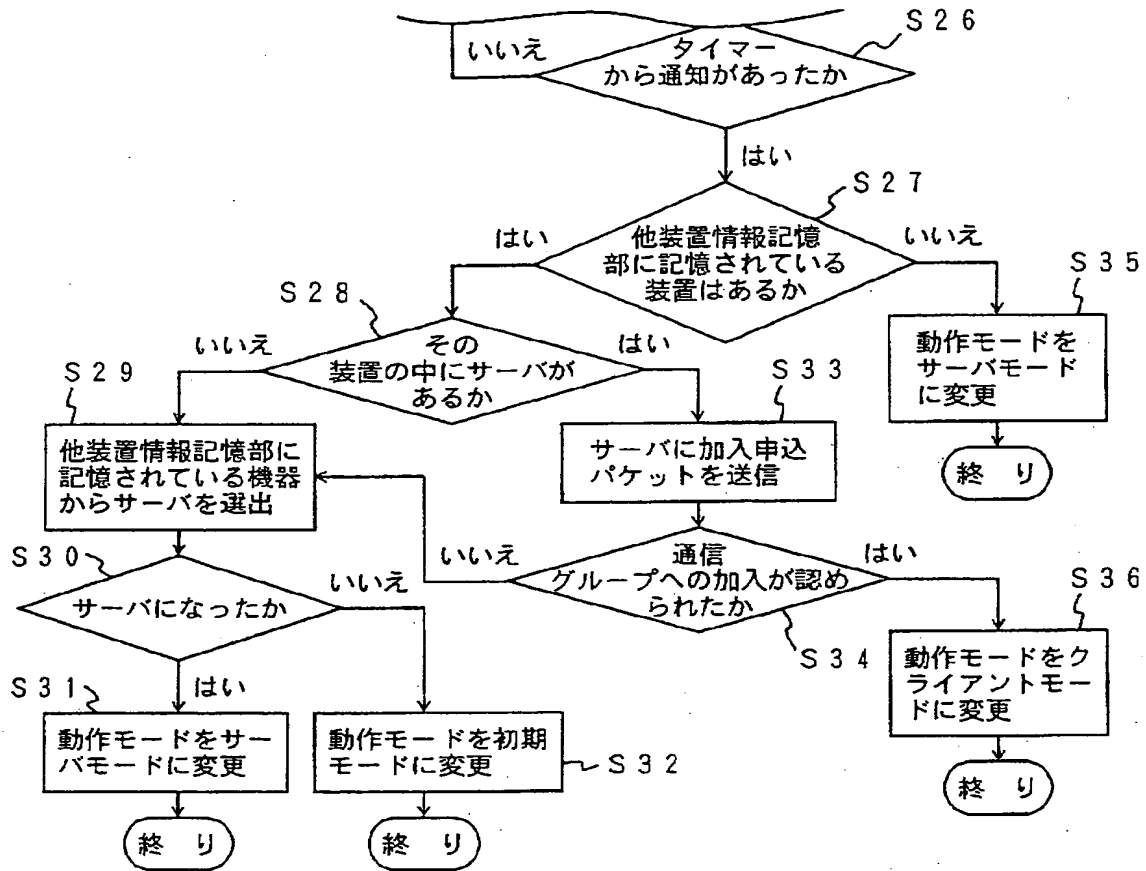 S26
いいえ
タイマー
から通知があったか
はい
S27
はい
他装置情報記憶
部に記憶されている
装置はあるか
いいえ
S35
動作モードを
サーバモード
に変更
終り
S28
いいえ
その
装置の中にサーバが
あるか
はい
S29
他装置情報記憶部に
記憶されている機器
からサーバを選出
S33
サーバに加入申込
パケットを送信
S30
サーバになったか
いいえ
いいえ
通信
グループへの加入が認め
られたか
はい
S34
S36
動作モードをク
ライアントモー
ドに変更
終り
S31
はい
動作モードをサー
バモードに変更
終り
動作モードを初期
モードに変更
S32
終り